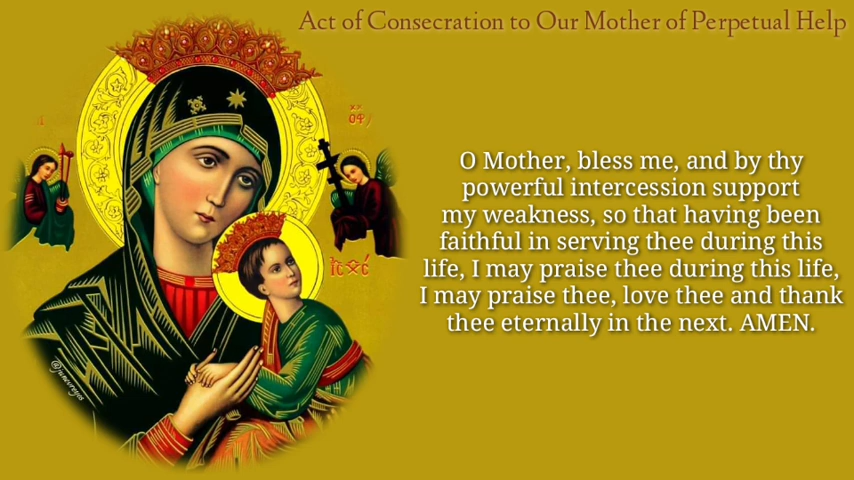 Act of Consecration to Our Mother of Perpetual Help
O Mother, bless me, and by thy
powerful intercession support
my weakness, so that having been
faithful in serving thee during this
life, I may praise thee during this life,
I may praise thee, love thee and thank
thee eternally in the next. AMEN.